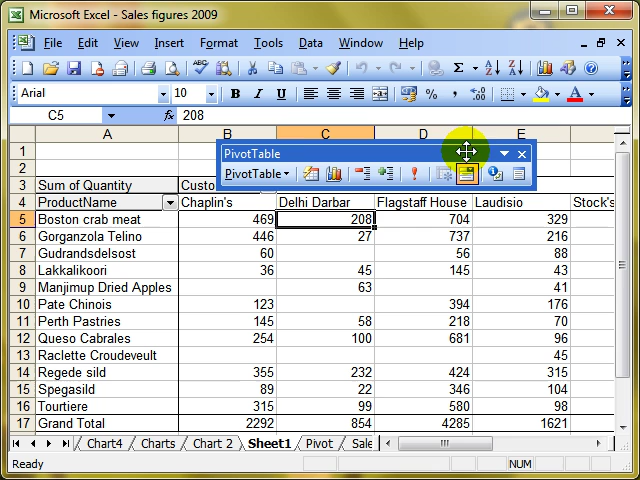 Microsoft Excel - Sales figures 2009
File Edit View Insert Format Tools Data Window Help
Arial 10 B I U
C5 208
A B C D E
1
2
PivotTable
PivotTable
3 Sum of Quantity Custo
4 ProductName Chaplin's Delhi Darbar Flagstaff House Laudisio Stock's
5 Boston crab meat 469 208 704 329
6 Gorganzola Telino 446 27 737 216
7 Gudrandsdelsost 60 56 88
8 Lakkalikoori 36 45 145 43
9 Manjimup Dried Apples 63 41
10 Pate Chinois 123 394 176
11 Perth Pastries 145 58 218 70
12 Queso Cabrales 254 100 681 96
13 Raclette Croudeveult 45
14 Regede sild 355 232 424 315
15 Spegasild 89 22 346 104
16 Tourtiere 315 99 580 98
17 Grand Total 2292 854 4285 1621
Chart4 Charts Chart 2 Sheet1 Pivot Sale
Ready NUM